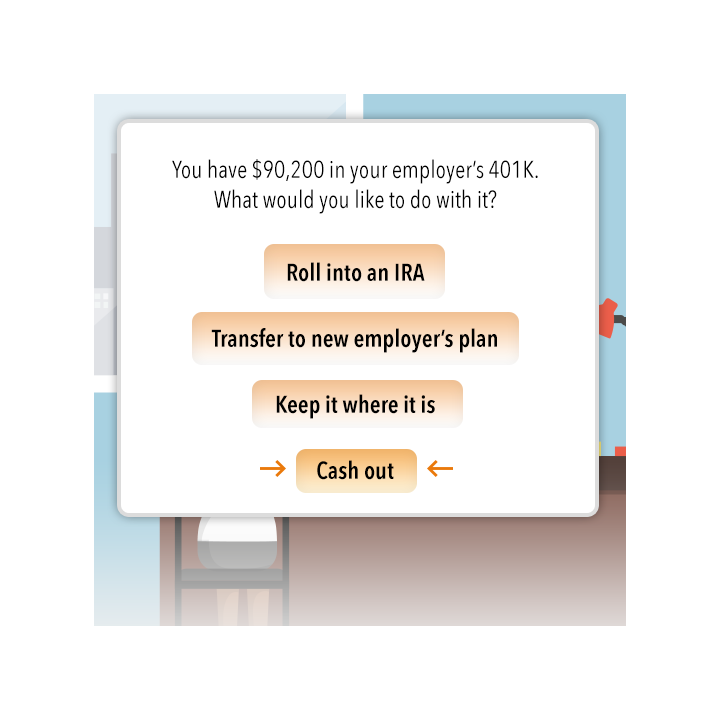 You have $90,200 in your employer’s 401K.
What would you like to do with it?
Roll into an IRA
Transfer to new employer’s plan
Keep it where it is
Cash out